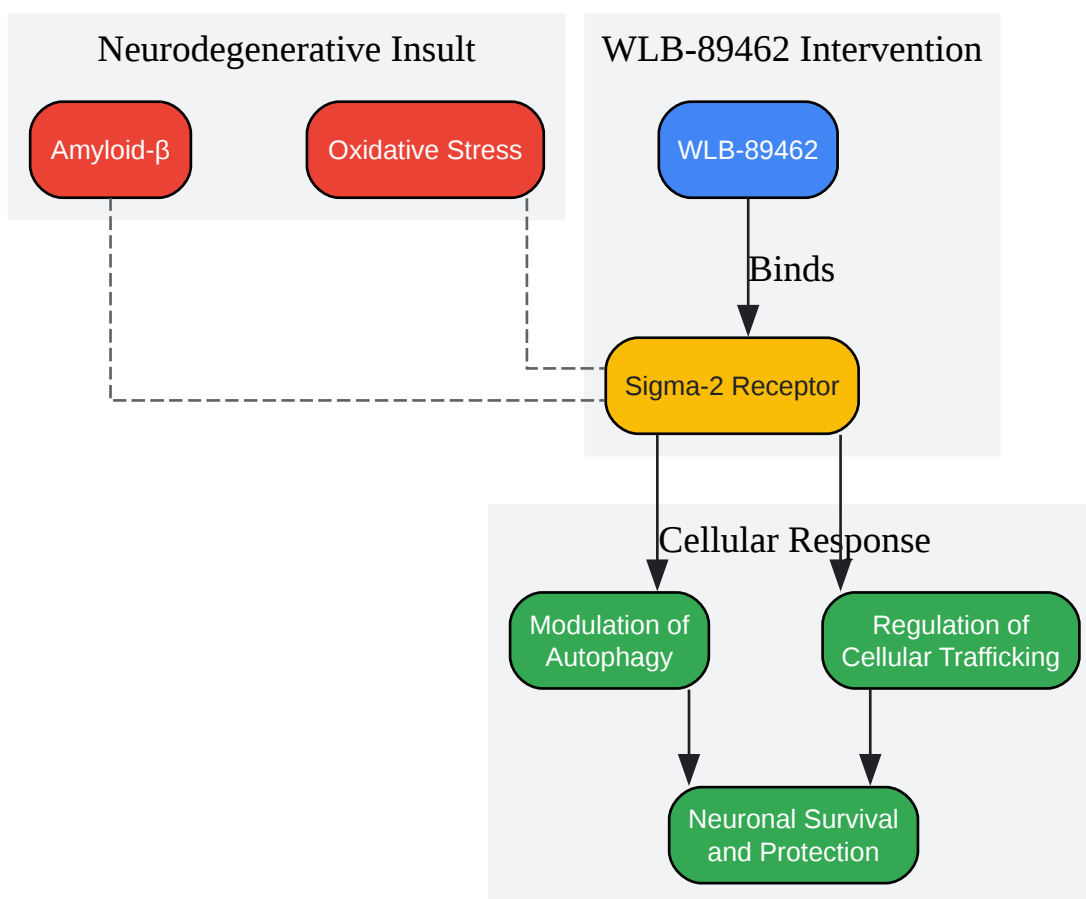 Neurodegenerative Insult
WLB-89462 Intervention
Amyloid-β
Oxidative Stress
WLB-89462
Binds
Sigma-2 Receptor
Cellular Response
Modulation of
Autophagy
Regulation of
Cellular Trafficking
Neuronal Survival
and Protection